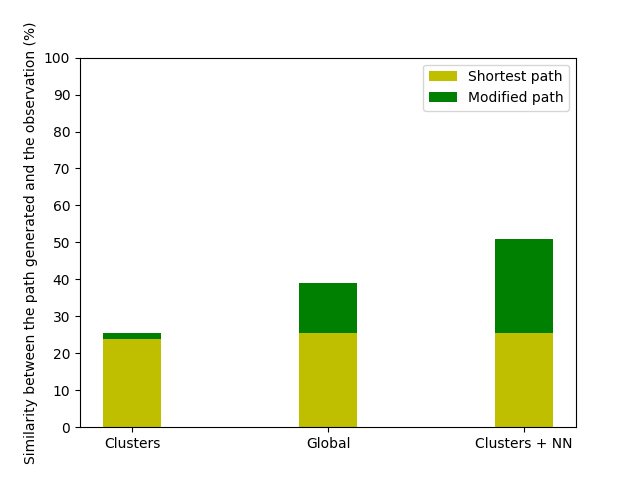 Similarity between the path generated and the observation (%)
100
90
80
70
60
50
40
30
20
10
0
Shortest path
Modified path
Clusters
Global
Clusters + NN